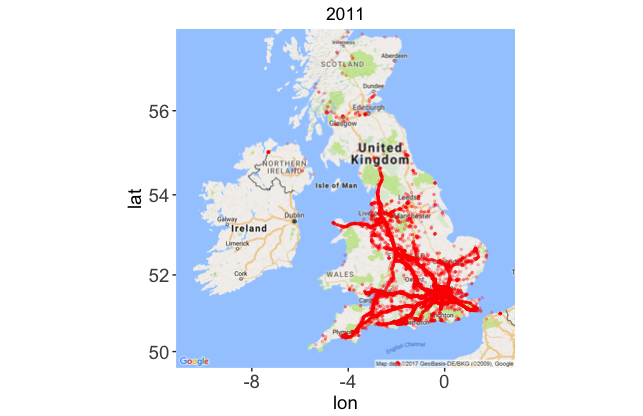 2011
Inverness
Aberdeen
SCOTLAND
Dundee
56
Edinburgh
Glasgow
United
Kingdom
NORTHERN
IRELAND
Isle of Man
54
Leeds
Manchester
Galway
Dublin
Ireland
Limerick
Cork
52
WALES
50
English Channel
Google
Map data ©2017 GeoBasis-DE/BKG (©2009), Google
-8
-4
0
lon
lat